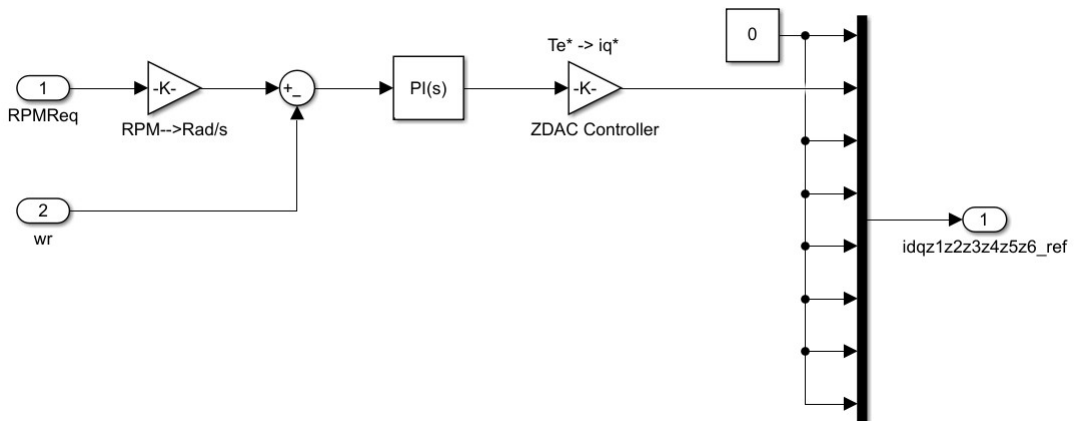 0
Te* -> iq*
1
-K-
+
_
PI(s)
-K-
RPMReq
RPM-->Rad/s
ZDAC Controller
2
wr
1
idqz1z2z3z4z5z6_ref